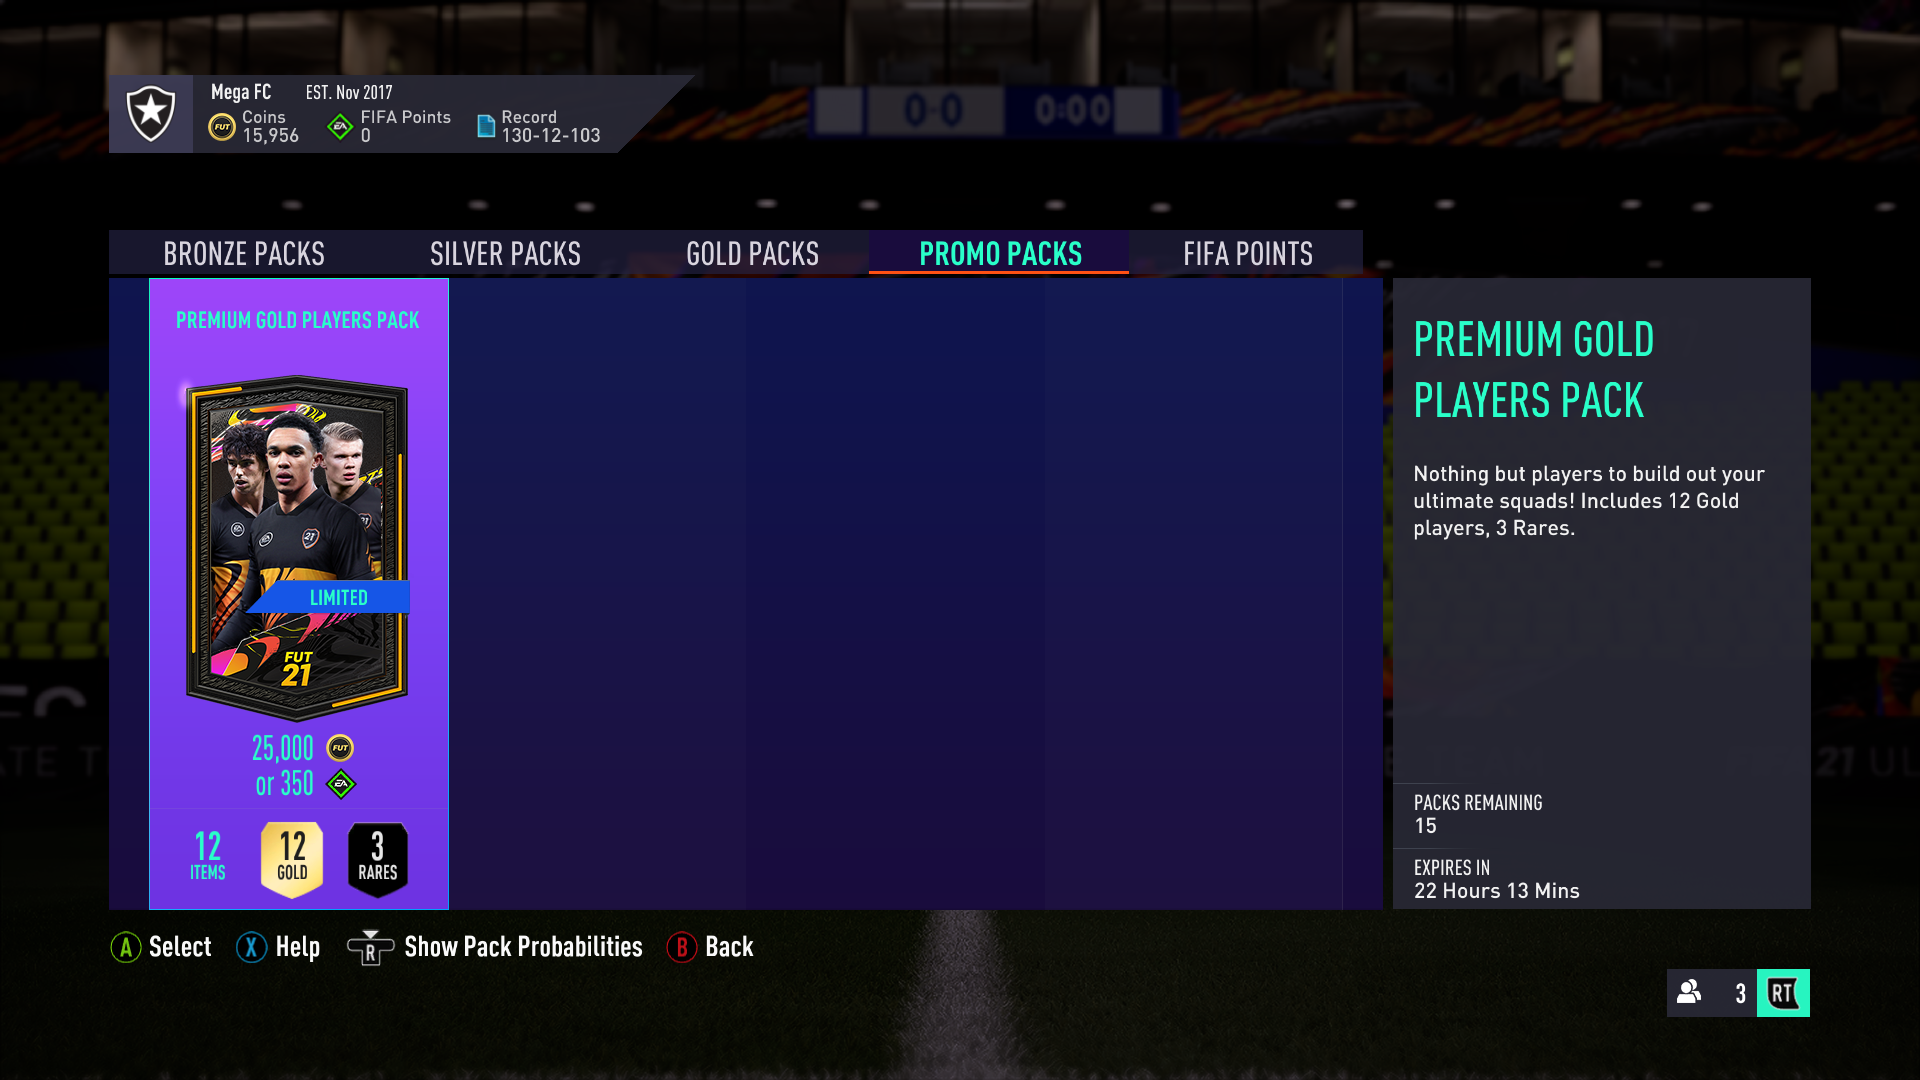 Mega FC EST. Nov 2017
Coins
15,956
FIFA Points
0
Record
130-12-103
0-0 0:00
BRONZE PACKS SILVER PACKS GOLD PACKS PROMO PACKS FIFA POINTS
PREMIUM GOLD PLAYERS PACK
21
LIMITED
FUT
21
25,000 FUT
or 350 EA
12
ITEMS
12
GOLD
3
RARES
PREMIUM GOLD
PLAYERS PACK
Nothing but players to build out your
ultimate squads! Includes 12 Gold
players, 3 Rares.
PACKS REMAINING
15
EXPIRES IN
22 Hours 13 Mins
A Select X Help R Show Pack Probabilities B Back
3 RT